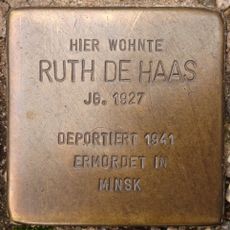 HIER WOHNTE
RUTH DE HAAS
JG. 1927
DEPORTIERT 1941
ERMORDET IN
MINSK